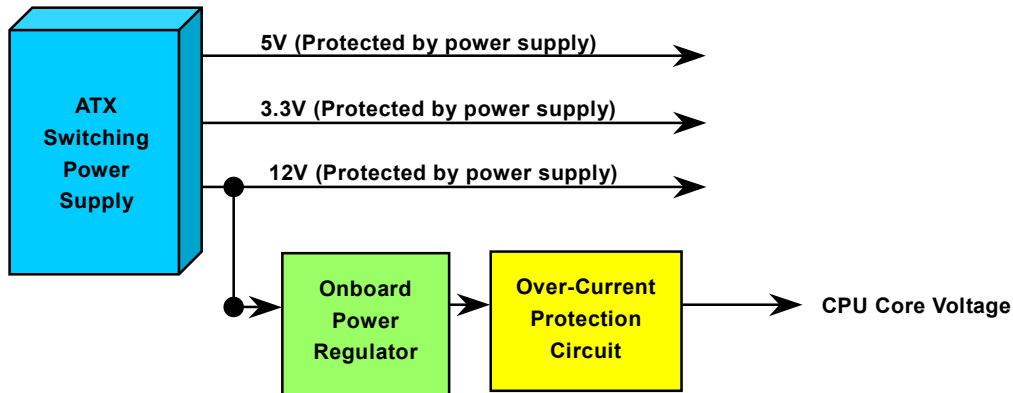 5V (Protected by power supply)
ATX
Switching
Power
Supply
3.3V (Protected by power supply)
12V (Protected by power supply)
Onboard
Power
Regulator
Over-Current
Protection
Circuit
CPU Core Voltage